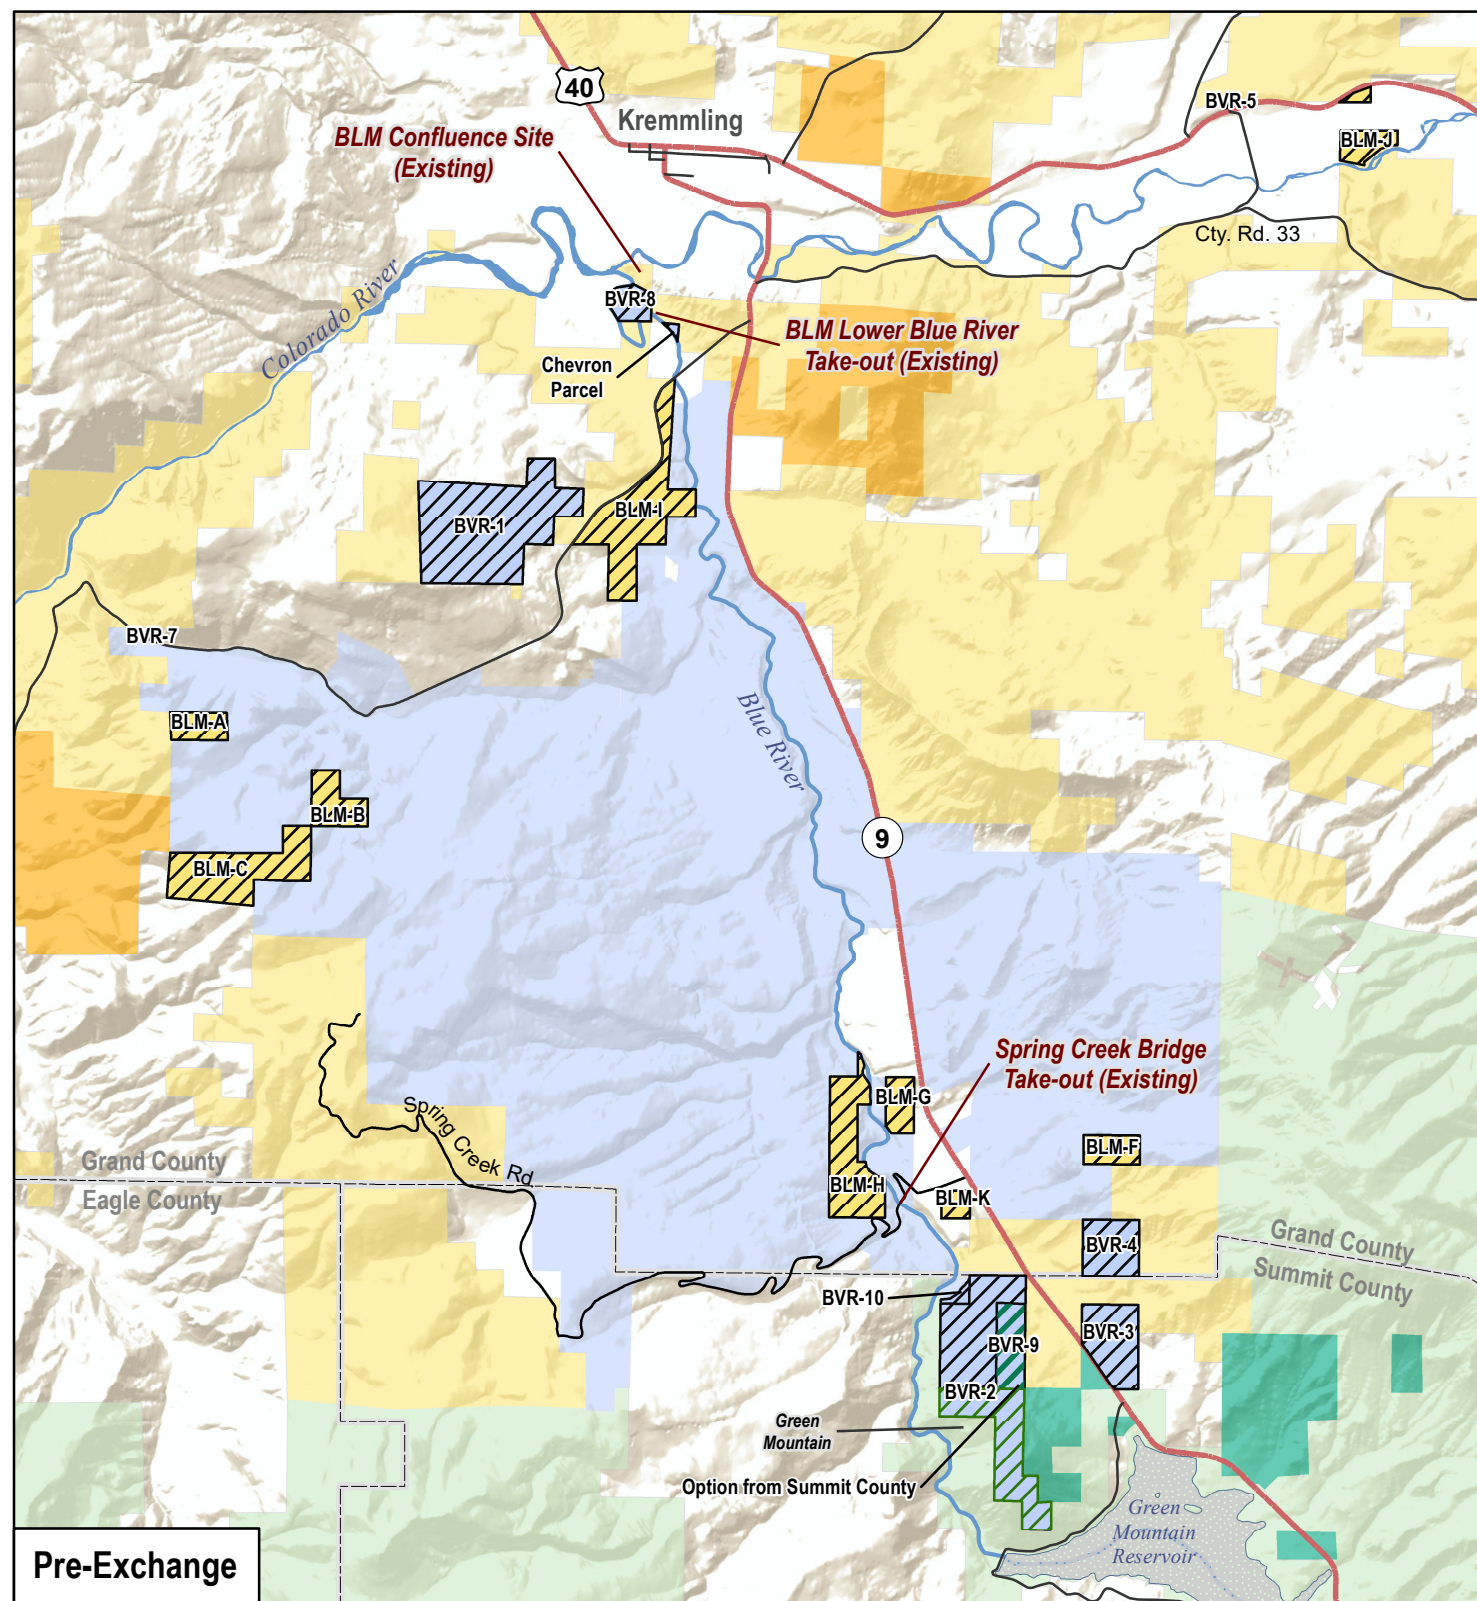 40
Kremmling
BVR-5
BLM-J
BLM Confluence Site
(Existing)
Cty. Rd. 33
Colorado River
BVR-8
BLM Lower Blue River
Take-out (Existing)
Chevron
Parcel
BVR-1
BLM-I
BVR-7
BLM-A
Blue River
BLM-B
9
BLM-C
Spring Creek Bridge
Take-out (Existing)
BLM-G
Spring Creek Rd
BLM-F
Grand County
Eagle County
BLM-H
BLM-K
BVR-4
Grand County
Summit County
BVR-10
BVR-3
BVR-9
BVR-2
Green
Mountain
Option from Summit County
Green
Mountain
Reservoir
Pre-Exchange